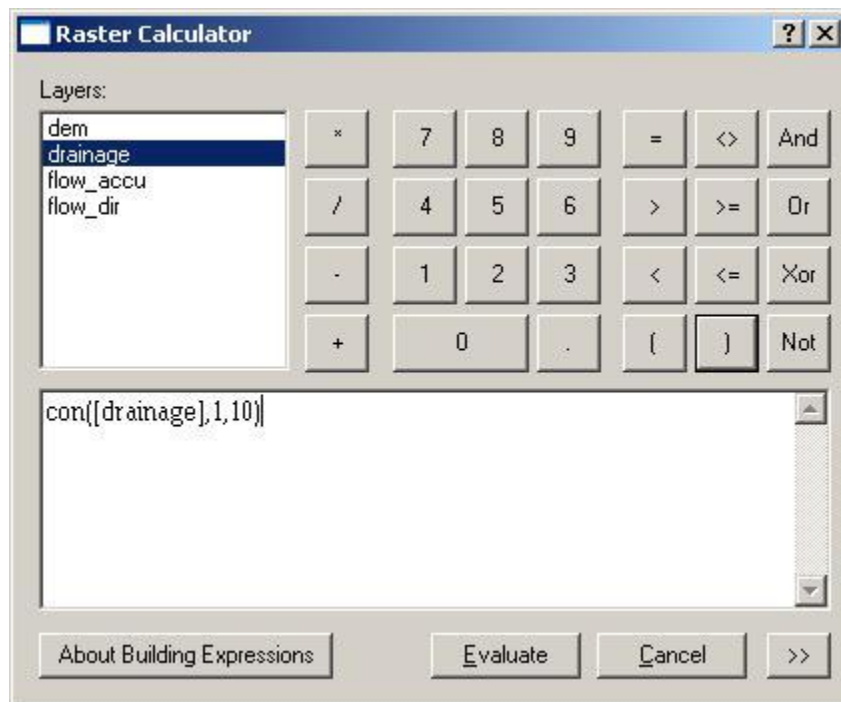 Raster Calculator
? X
Layers:
dem
drainage
flow_accu
flow_dir
* 7 8 9 = <> And
/ 4 5 6 > >= Or
- 1 2 3 < <= Xor
+ 0 . ( ) Not
con([drainage],1,10)
About Building Expressions Evaluate Cancel >>